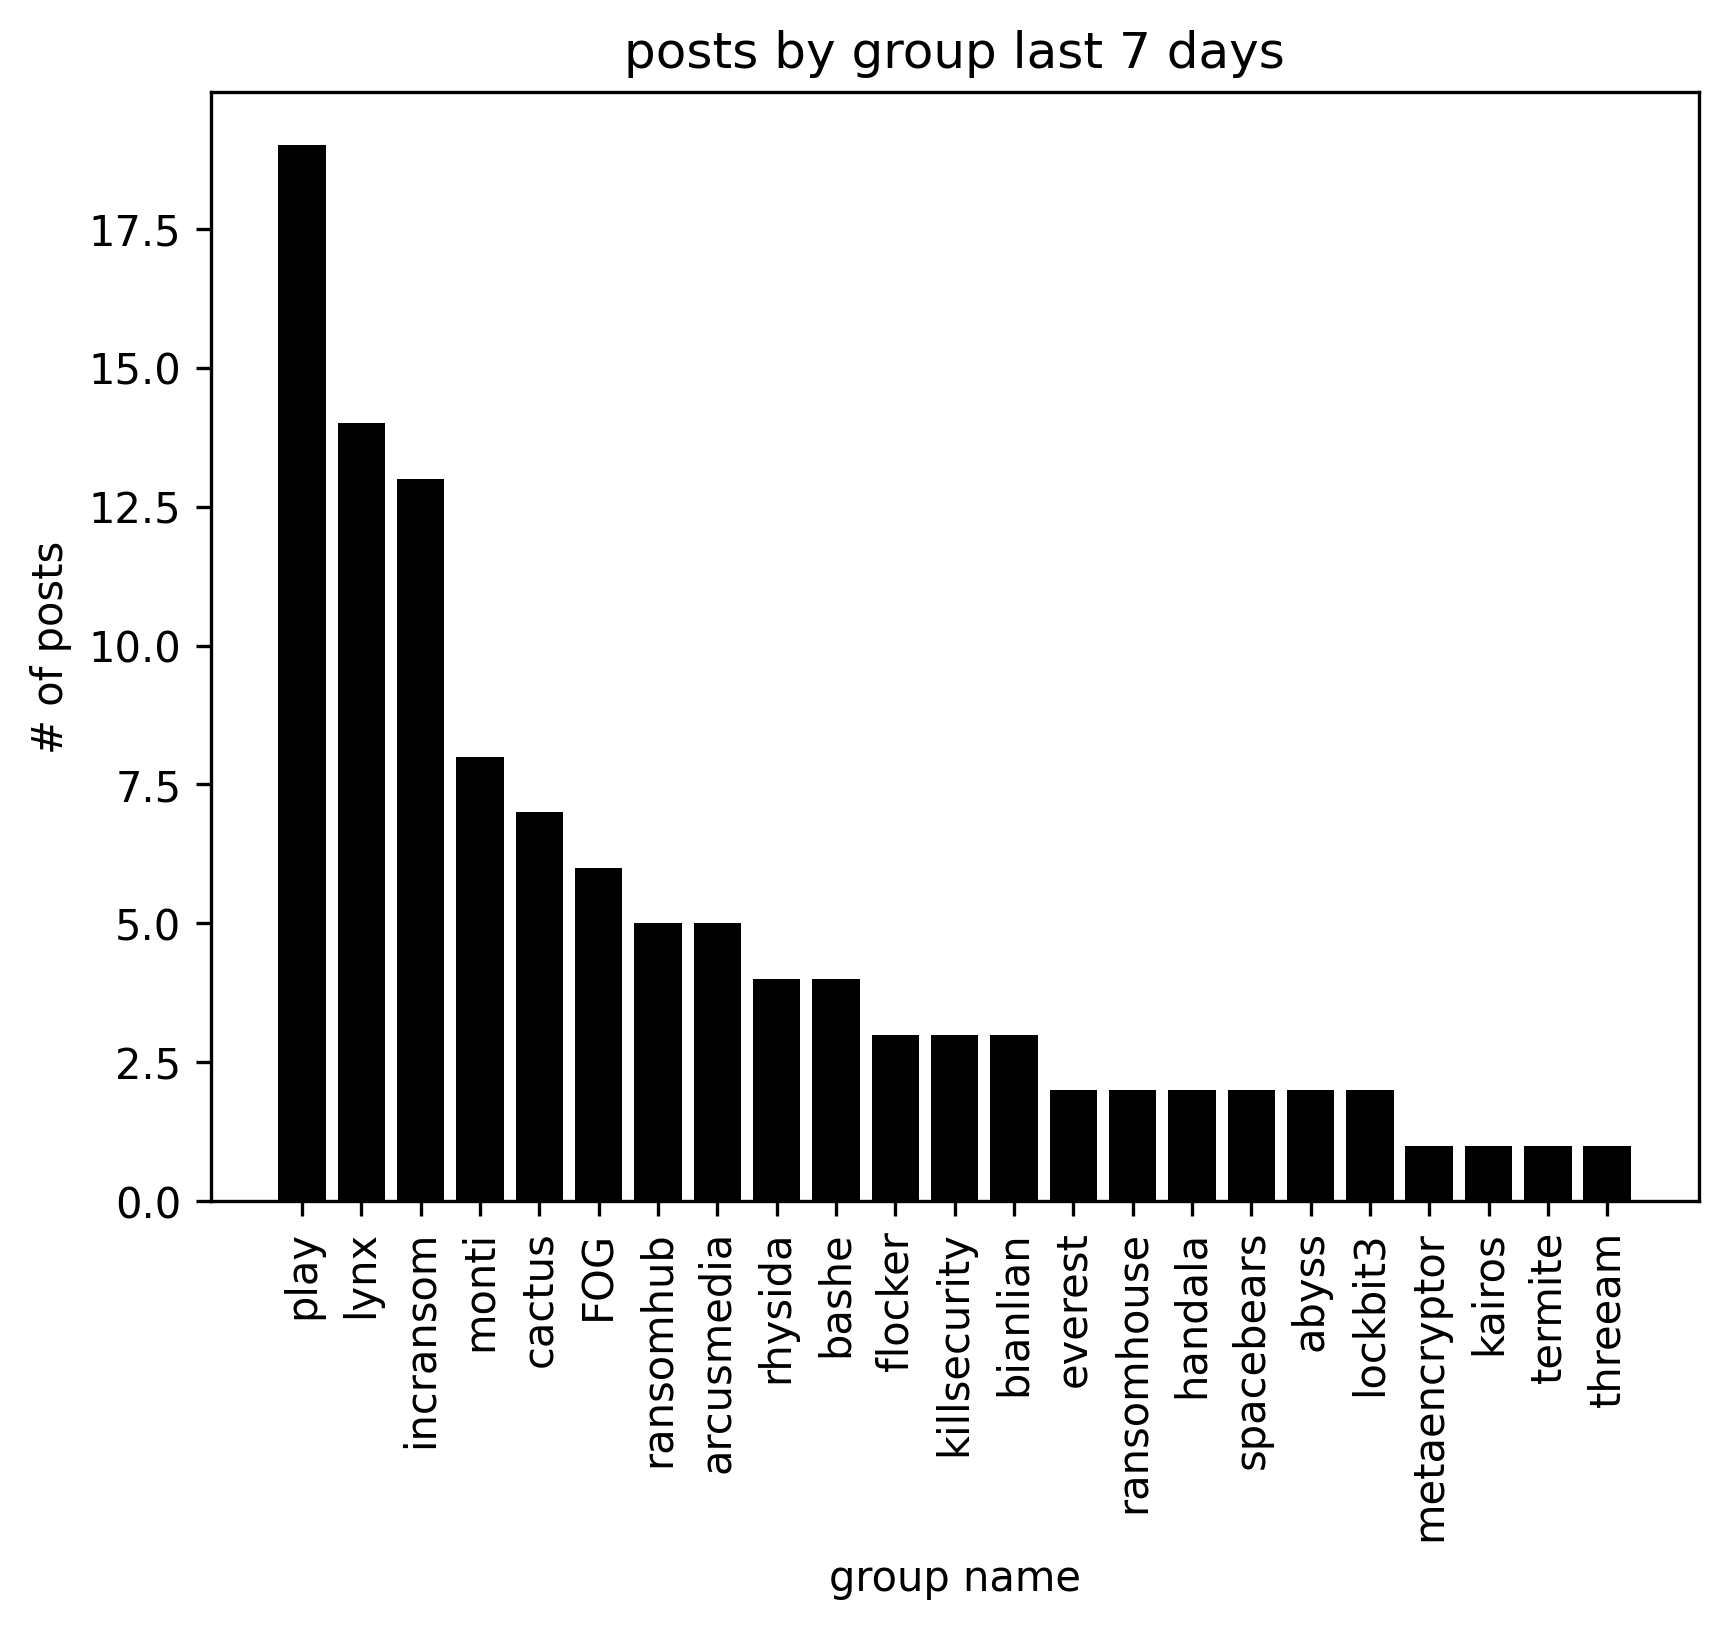 posts by group last 7 days
# of posts
17.5
15.0
12.5
10.0
7.5
5.0
2.5
0.0
play
lynx
incransom
monti
cactus
FOG
ransomhub
arcusmedia
rhysida
bashe
flocker
killsecurity
bianlian
everest
ransomhouse
handala
spacebears
abyss
lockbit3
metaencryptor
kairos
termite
threeam
group name